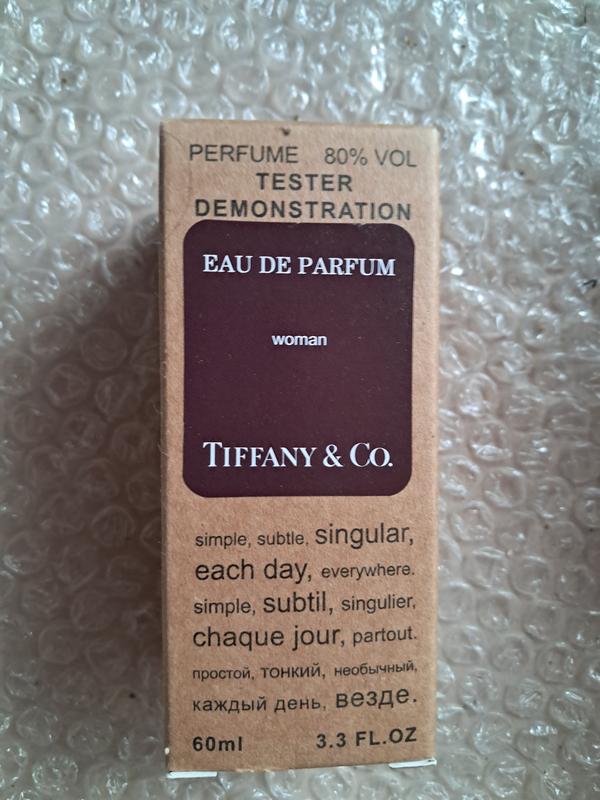 PERFUME 80% VOL
TESTER
DEMONSTRATION
EAU DE PARFUM
woman
TIFFANY & CO.
simple, subtle, singular,
each day, everywhere.
simple, subtil, singulier,
chaque jour, partout.
простой, тонкий, необычный,
каждый день, везде.
60ml 3.3 FL.OZ